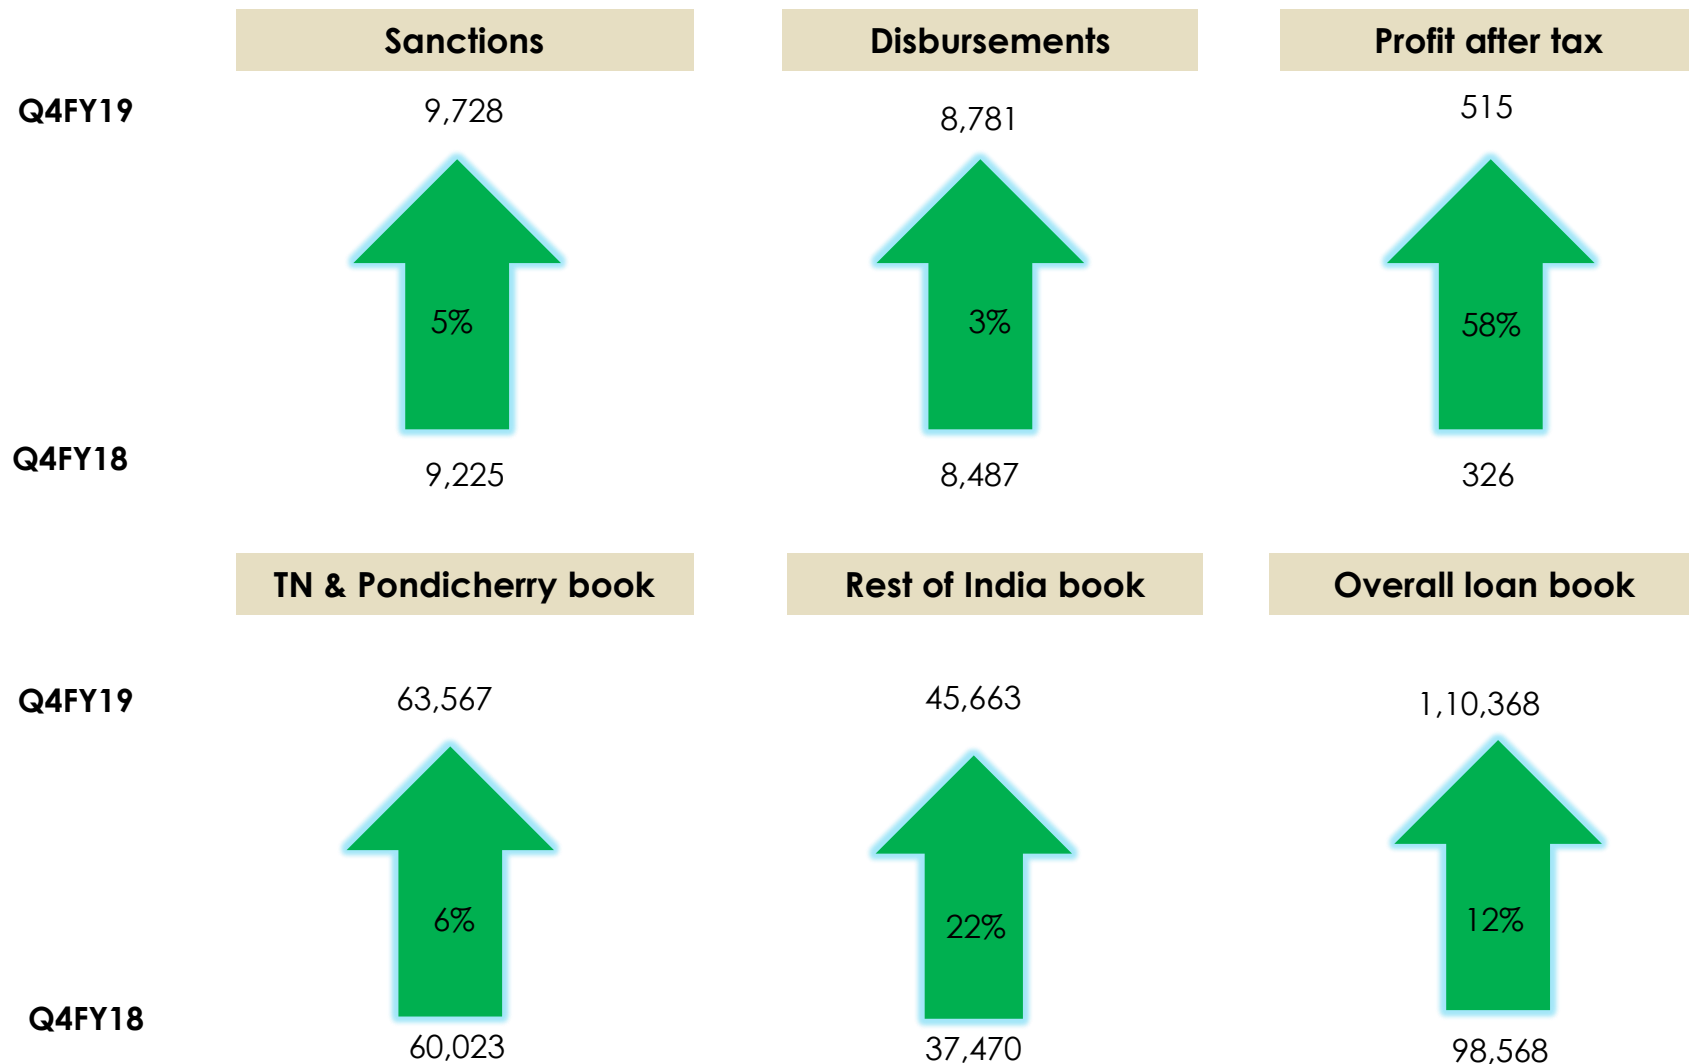 Sanctions Disbursements Profit after tax
Q4FY19 9,728 8,781 515
5% 3% 58%
Q4FY18 9,225 8,487 326
TN & Pondicherry book Rest of India book Overall loan book
Q4FY19 63,567 45,663 1,10,368
6% 22% 12%
Q4FY18 60,023 37,470 98,568